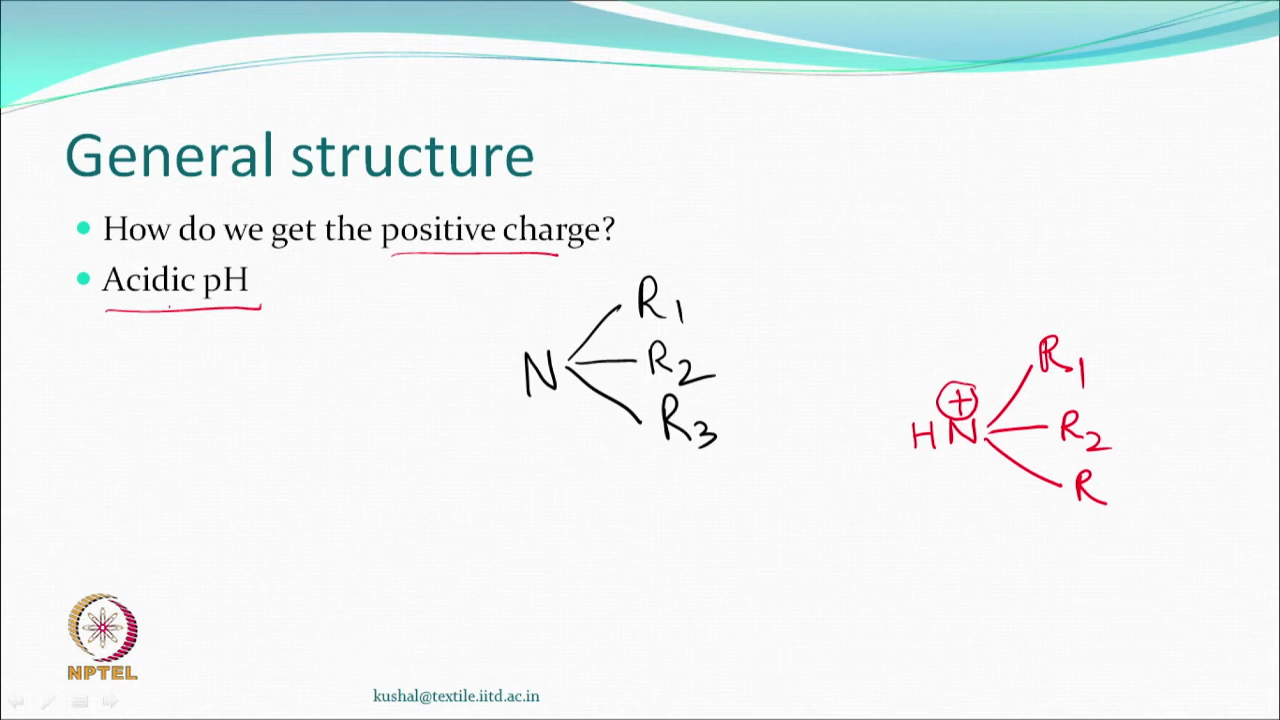 General structure
How do we get the positive charge?
Acidic pH
R1
N R2
R3
R1
+
HN R2
R
NPTEL
kushal@textile.iitd.ac.in